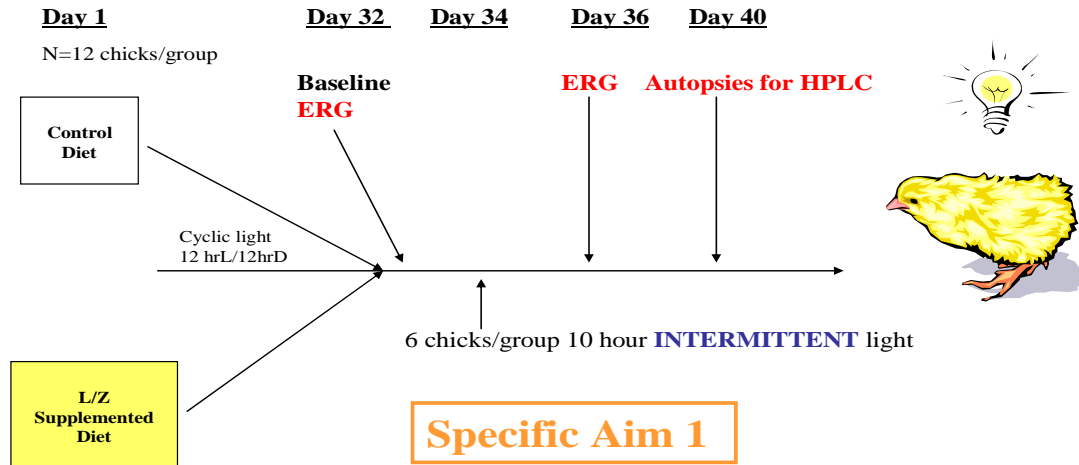 Day 1 Day 32 Day 34 Day 36 Day 40
N=12 chicks/group
Baseline
ERG
ERG
Autopsies for HPLC
Control
Diet
Cyclic light
12 hrL/12hrD
6 chicks/group 10 hour INTERMITTENT light
L/Z
Supplemented
Diet
Specific Aim 1